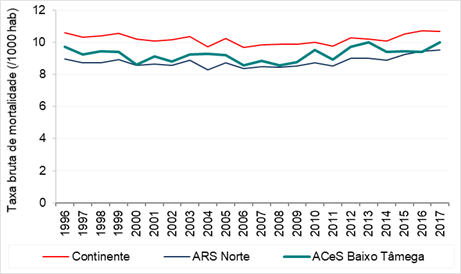 Taxa bruta de mortalidade (/1000 hab)
12
10
8
6
4
2
0
1996 1997 1998 1999 2000 2001 2002 2003 2004 2005 2006 2007 2008 2009 2010 2011 2012 2013 2014 2015 2016 2017
Continente ARS Norte ACeS Baixo Tâmega